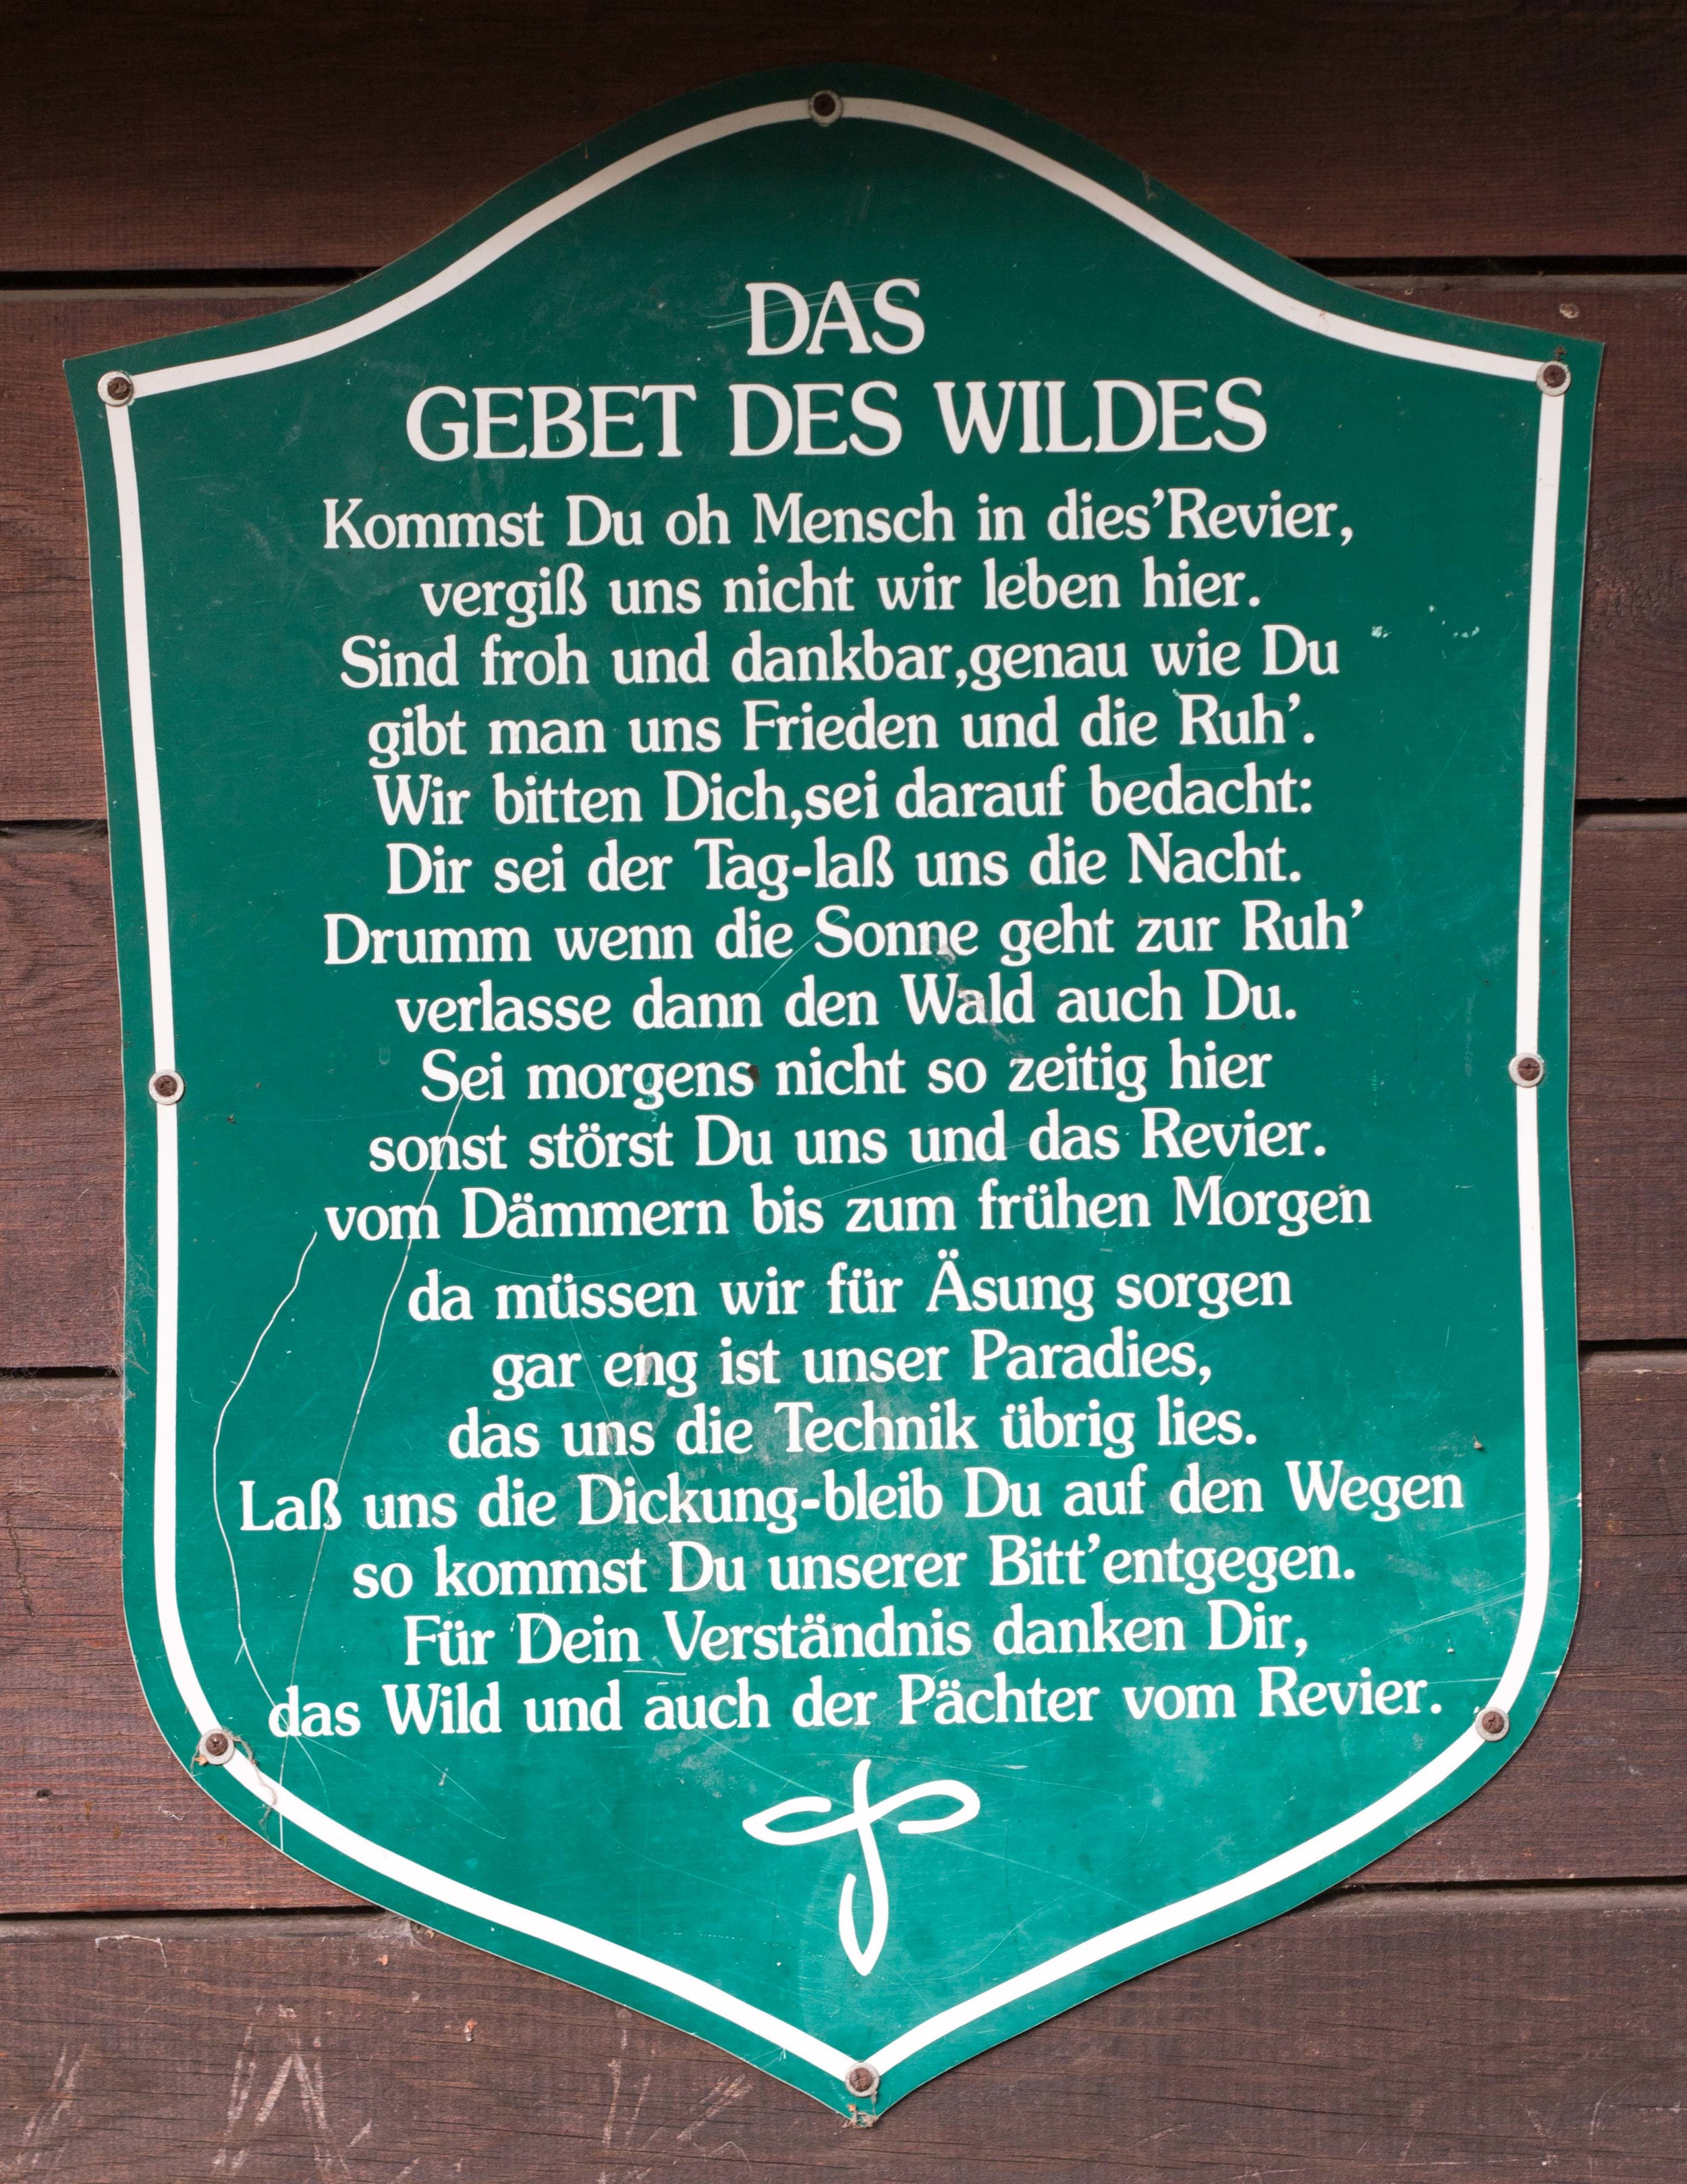 DAS
GEBET DES WILDES
Kommst Du oh Mensch in dies'Revier,
vergiß uns nicht wir leben hier.
Sind froh und dankbar,genau wie Du
gibt man uns Frieden und die Ruh'.
Wir bitten Dich,sei darauf bedacht:
Dir sei der Tag-laß uns die Nacht.
Drumm wenn die Sonne geht zur Ruh'
verlasse dann den Wald auch Du.
Sei morgens nicht so zeitig hier
sonst störst Du uns und das Revier.
vom Dämmern bis zum frühen Morgen
da müssen wir für Äsung sorgen
gar eng ist unser Paradies,
das uns die Technik übrig lies.
Laß uns die Dickung-bleib Du auf den Wegen
so kommst Du unserer Bitt'entgegen.
Für Dein Verständnis danken Dir,
das Wild und auch der Pächter vom Revier.